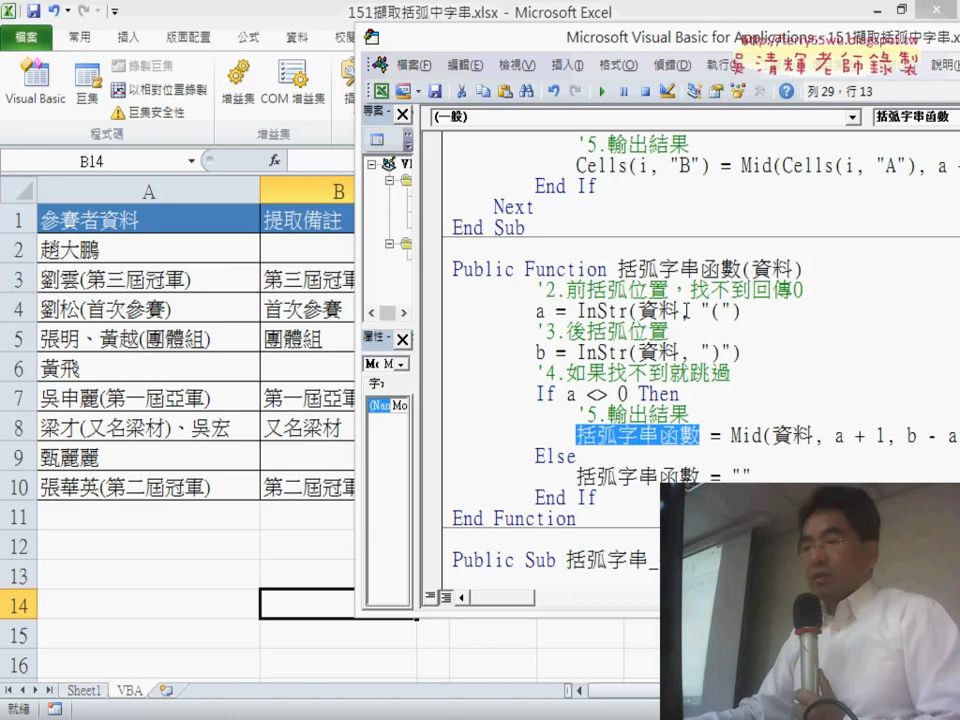 151擷取括弧中字串.xlsx - Microsoft Excel
檔案 常用 插入 版面配置 公式 資料 校閱
Visual Basic 巨集 錄製巨集 以相對位置錄製 巨集安全性 增益集 COM 增益集
程式碼 增益集
B14 fx
A B
1 參賽者資料 提取備註
2 趙大鵬
3 劉雲(第三屆冠軍) 第三屆冠軍
4 劉松(首次參賽) 首次參賽
5 張明、黃越(團體組) 團體組
6 黃飛
7 吳申麗(第一屆亞軍) 第一屆亞軍
8 梁才(又名梁材)、吳宏 又名梁材
9 甄麗麗
10 張華英(第二屆冠軍) 第二屆冠軍
11
12
13
14
15
16
Sheet1 VBA
就緒
Microsoft Visual Basic for Applications - 151擷取括弧中字串.x
吳清輝老師錄製
檔案(F) 編輯(E) 檢視(V) 插入(I) 格式(O) 偵錯(D) 執行 說明(
列 29，行 13
專案
屬性
(一般) 括弧字串函數
'5.輸出結果
Cells(i, "B") = Mid(Cells(i, "A"), a +
End If
Next
End Sub
Public Function 括弧字串函數(資料)
'2.前括弧位置，找不到回傳0
a = InStr(資料, "(")
'3.後括弧位置
b = InStr(資料, ")")
'4.如果找不到就跳過
If a <> 0 Then
'5.輸出結果
括弧字串函數 = Mid(資料, a + 1, b - a
Else
括弧字串函數 = ""
End If
End Function
Public Sub 括弧字串_